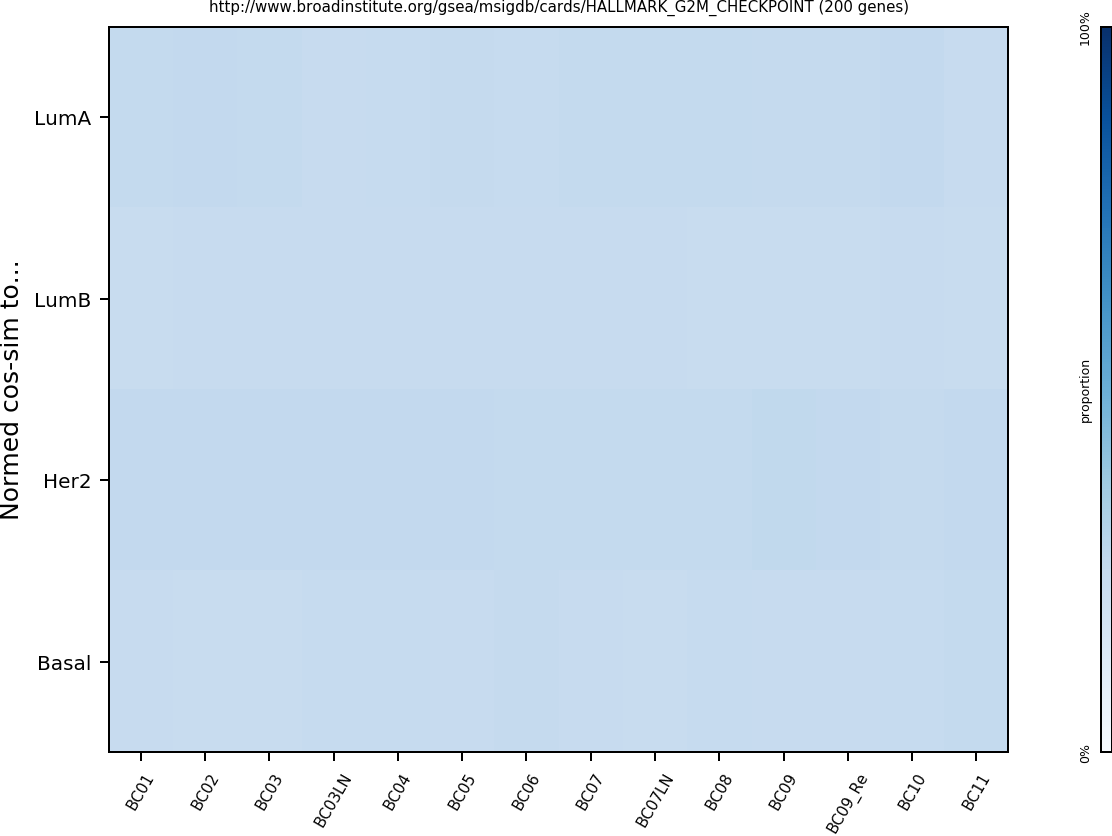 http://www.broadinstitute.org/gsea/msigdb/cards/HALLMARK_G2M_CHECKPOINT (200 genes)
100%
LumA
LumB
Normed cos-sim to...
proportion
Her2
Basal
0%
BC01
BC02
BC03
BC03LN
BC04
BC05
BC06
BC07
BC07LN
BC08
BC09
BC09_Re
BC10
BC11